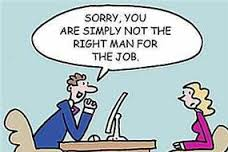 SORRY, YOU
ARE SIMPLY NOT THE
RIGHT MAN FOR
THE JOB.